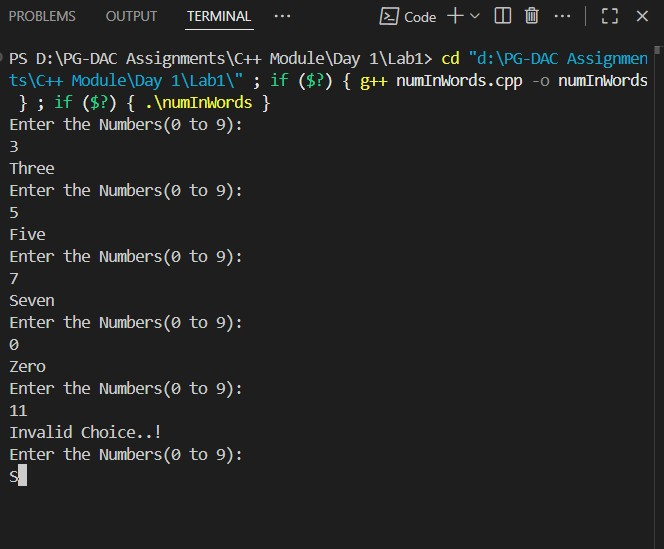 PROBLEMS OUTPUT TERMINAL ... Code
PS D:\PG-DAC Assignments\C++ Module\Day 1\Lab1> cd "d:\PG-DAC Assignmen
ts\C++ Module\Day 1\Lab1\" ; if ($?) { g++ numInWords.cpp -o numInWords
 } ; if ($?) { .\numInWords }
Enter the Numbers(0 to 9):
3
Three
Enter the Numbers(0 to 9):
5
Five
Enter the Numbers(0 to 9):
7
Seven
Enter the Numbers(0 to 9):
0
Zero
Enter the Numbers(0 to 9):
11
Invalid Choice..!
Enter the Numbers(0 to 9):
S